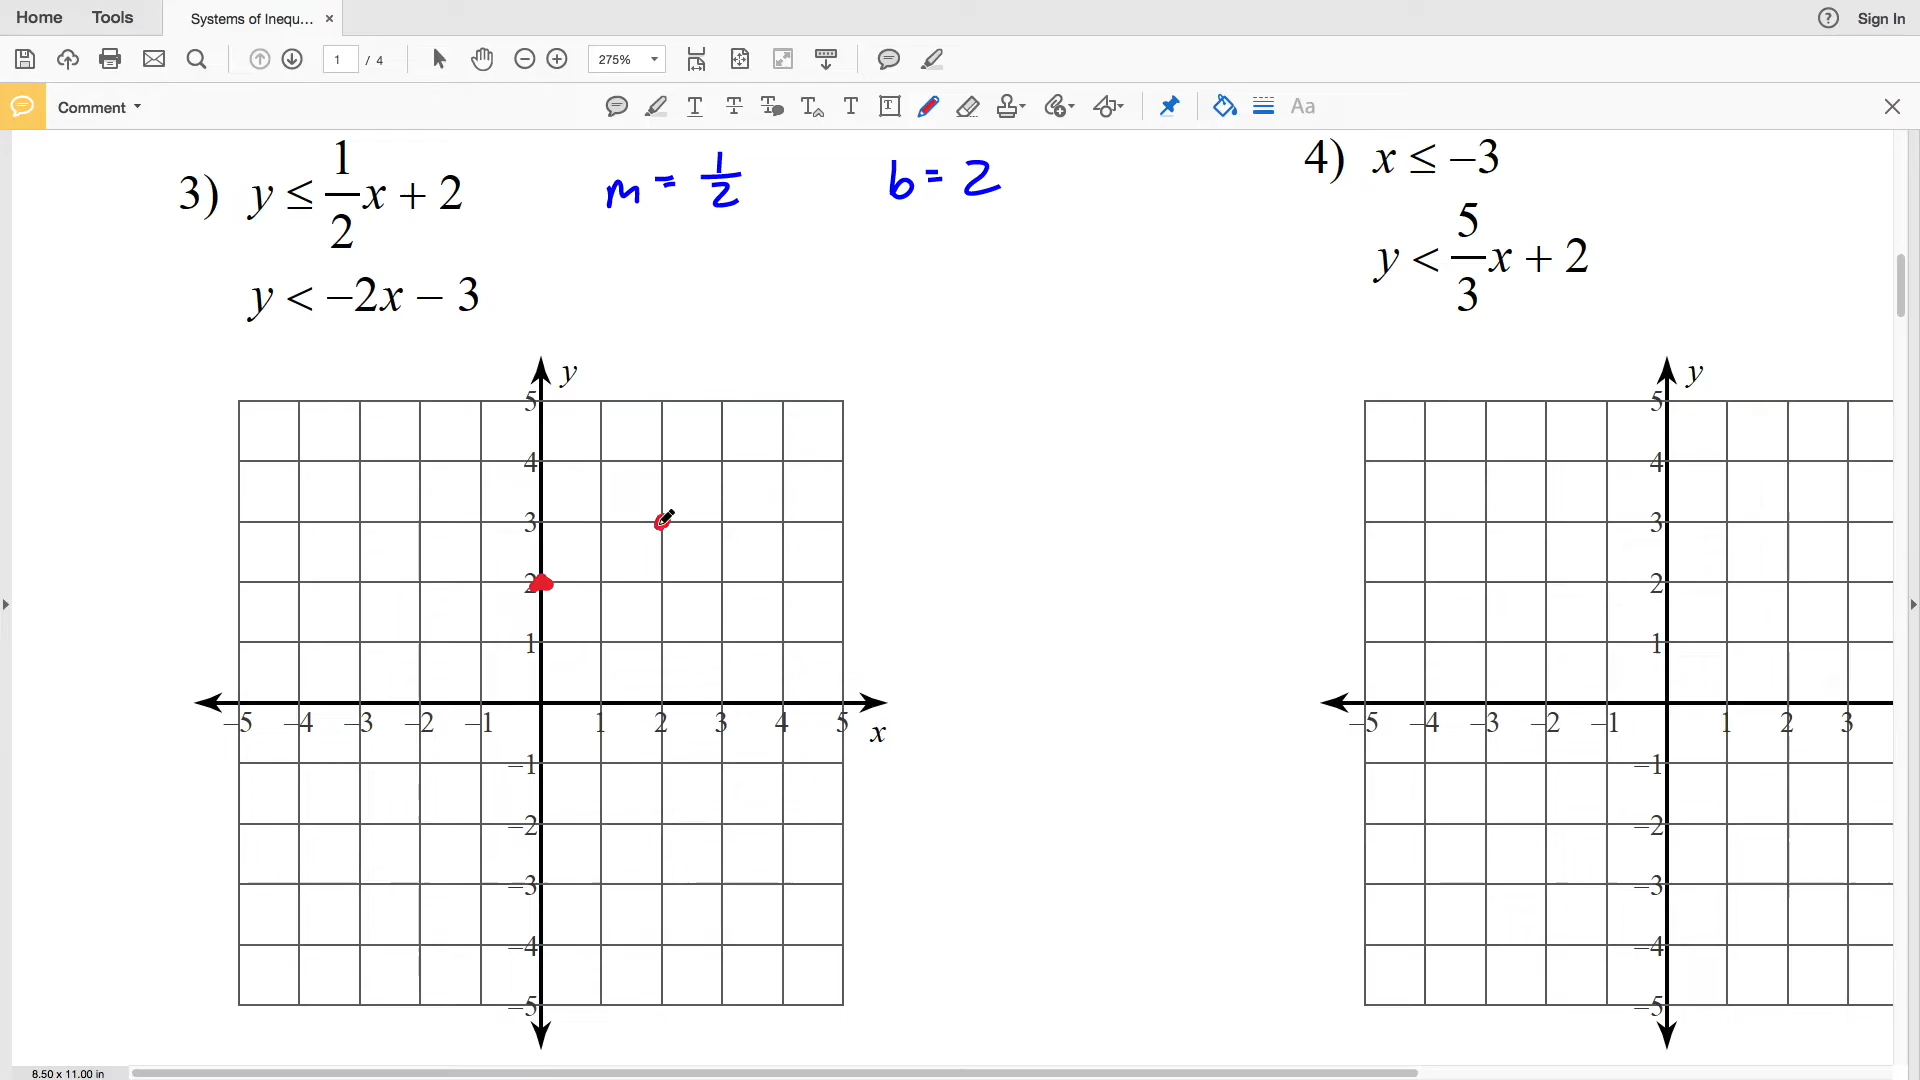 Home Tools Systems of Inequ... × ? Sign In
1 / 4 275%
Comment Aa
3) y ≤ 1/2 x + 2 m = 1/2 b = 2
y < −2x − 3
4) x ≤ −3
y < 5/3 x + 2
y
5
4
3
2
1
−5 −4 −3 −2 −1 1 2 3 4 5 x
−1
−2
−3
−4
−5
y
5
4
3
2
1
−5 −4 −3 −2 −1 1 2 3
−1
−2
−3
−4
−5
8.50 x 11.00 in